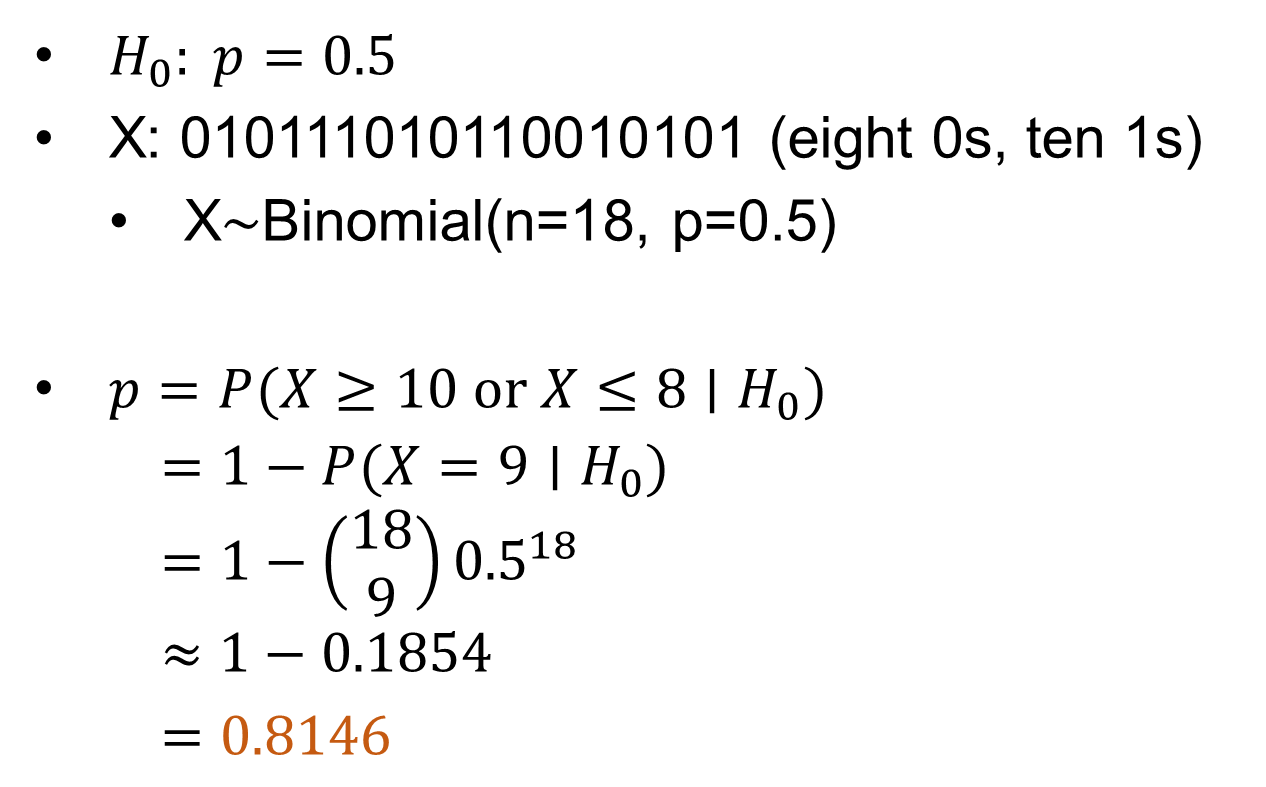 • H₀: p = 0.5
• X: 010111010110010101 (eight 0s, ten 1s)
• X~Binomial(n=18, p=0.5)
• p = P(X ≥ 10 or X ≤ 8 | H₀)
= 1 − P(X = 9 | H₀)
= 1 − (18 9) 0.5¹⁸
≈ 1 − 0.1854
= 0.8146